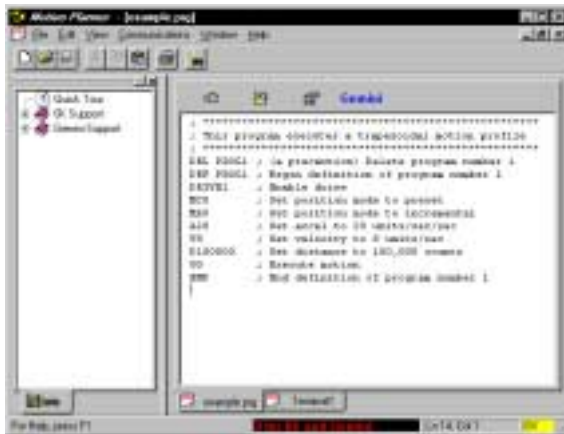 Motion Planner - [example.prg]
File Edit View Communications Window Help
Quick Tour
6K Support
Gemini Support
Gemini
; ****************************************
; This program executes a trapezoidal motion profile
; ****************************************
DEL PROG1 ; (a precaution) Delete program number 1
DEF PROG1 ; Begin definition of program number 1
DRIVE1 ; Enable drive
MC0 ; Set position mode to preset
MA0 ; Set position mode to incremental
A10 ; Set accel to 10 units/sec/sec
; Set velocity to units/sec
D100000 ; Set distance to 100,000 counts
GO ; Execute motion
END ; End definition of program number 1
example.prg
Terminal1
For Help, press F1
Ln 14, Col 1